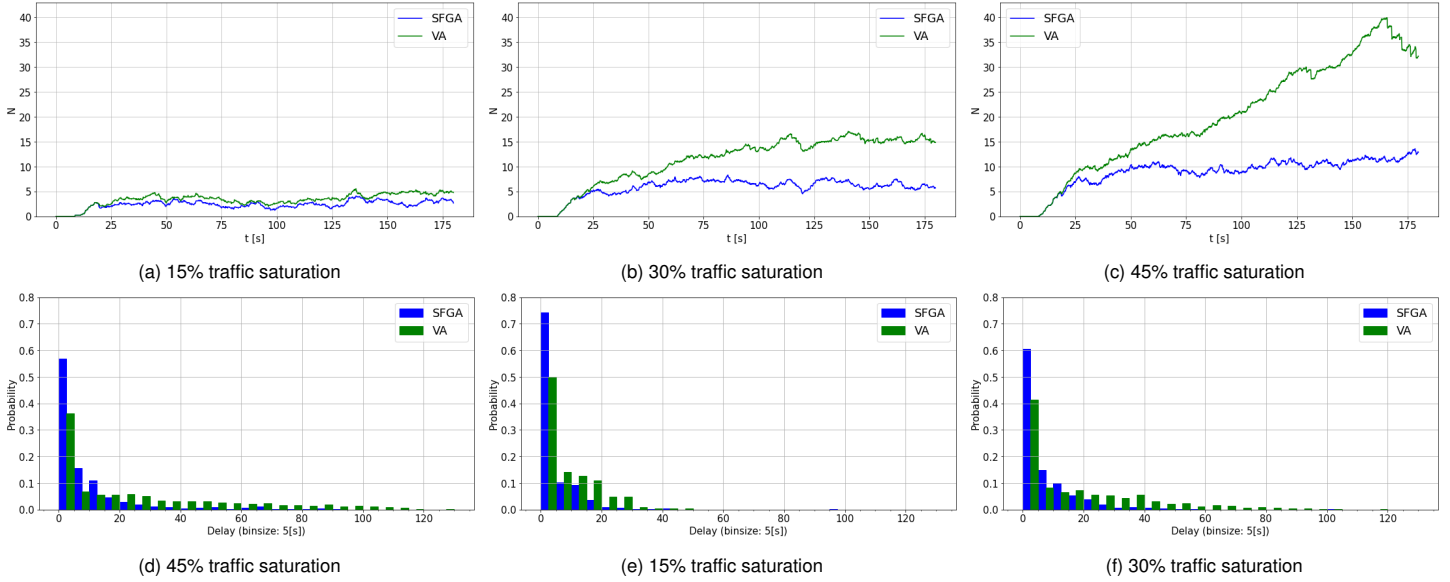 40
35
30
25
20
15
10
5
0
N
SFGA
VA
0 25 50 75 100 125 150 175
t [s]
(a) 15% traffic saturation
40
35
30
25
20
15
10
5
0
N
SFGA
VA
0 25 50 75 100 125 150 175
t [s]
(b) 30% traffic saturation
40
35
30
25
20
15
10
5
0
N
SFGA
VA
0 25 50 75 100 125 150 175
t [s]
(c) 45% traffic saturation
0.8
0.7
0.6
0.5
0.4
0.3
0.2
0.1
0.0
Probability
SFGA
VA
0 20 40 60 80 100 120
Delay (binsize: 5[s])
(d) 45% traffic saturation
0.8
0.7
0.6
0.5
0.4
0.3
0.2
0.1
0.0
Probability
SFGA
VA
0 20 40 60 80 100 120
Delay (binsize: 5[s])
(e) 15% traffic saturation
0.8
0.7
0.6
0.5
0.4
0.3
0.2
0.1
0.0
Probability
SFGA
VA
0 20 40 60 80 100 120
Delay (binsize: 5[s])
(f) 30% traffic saturation